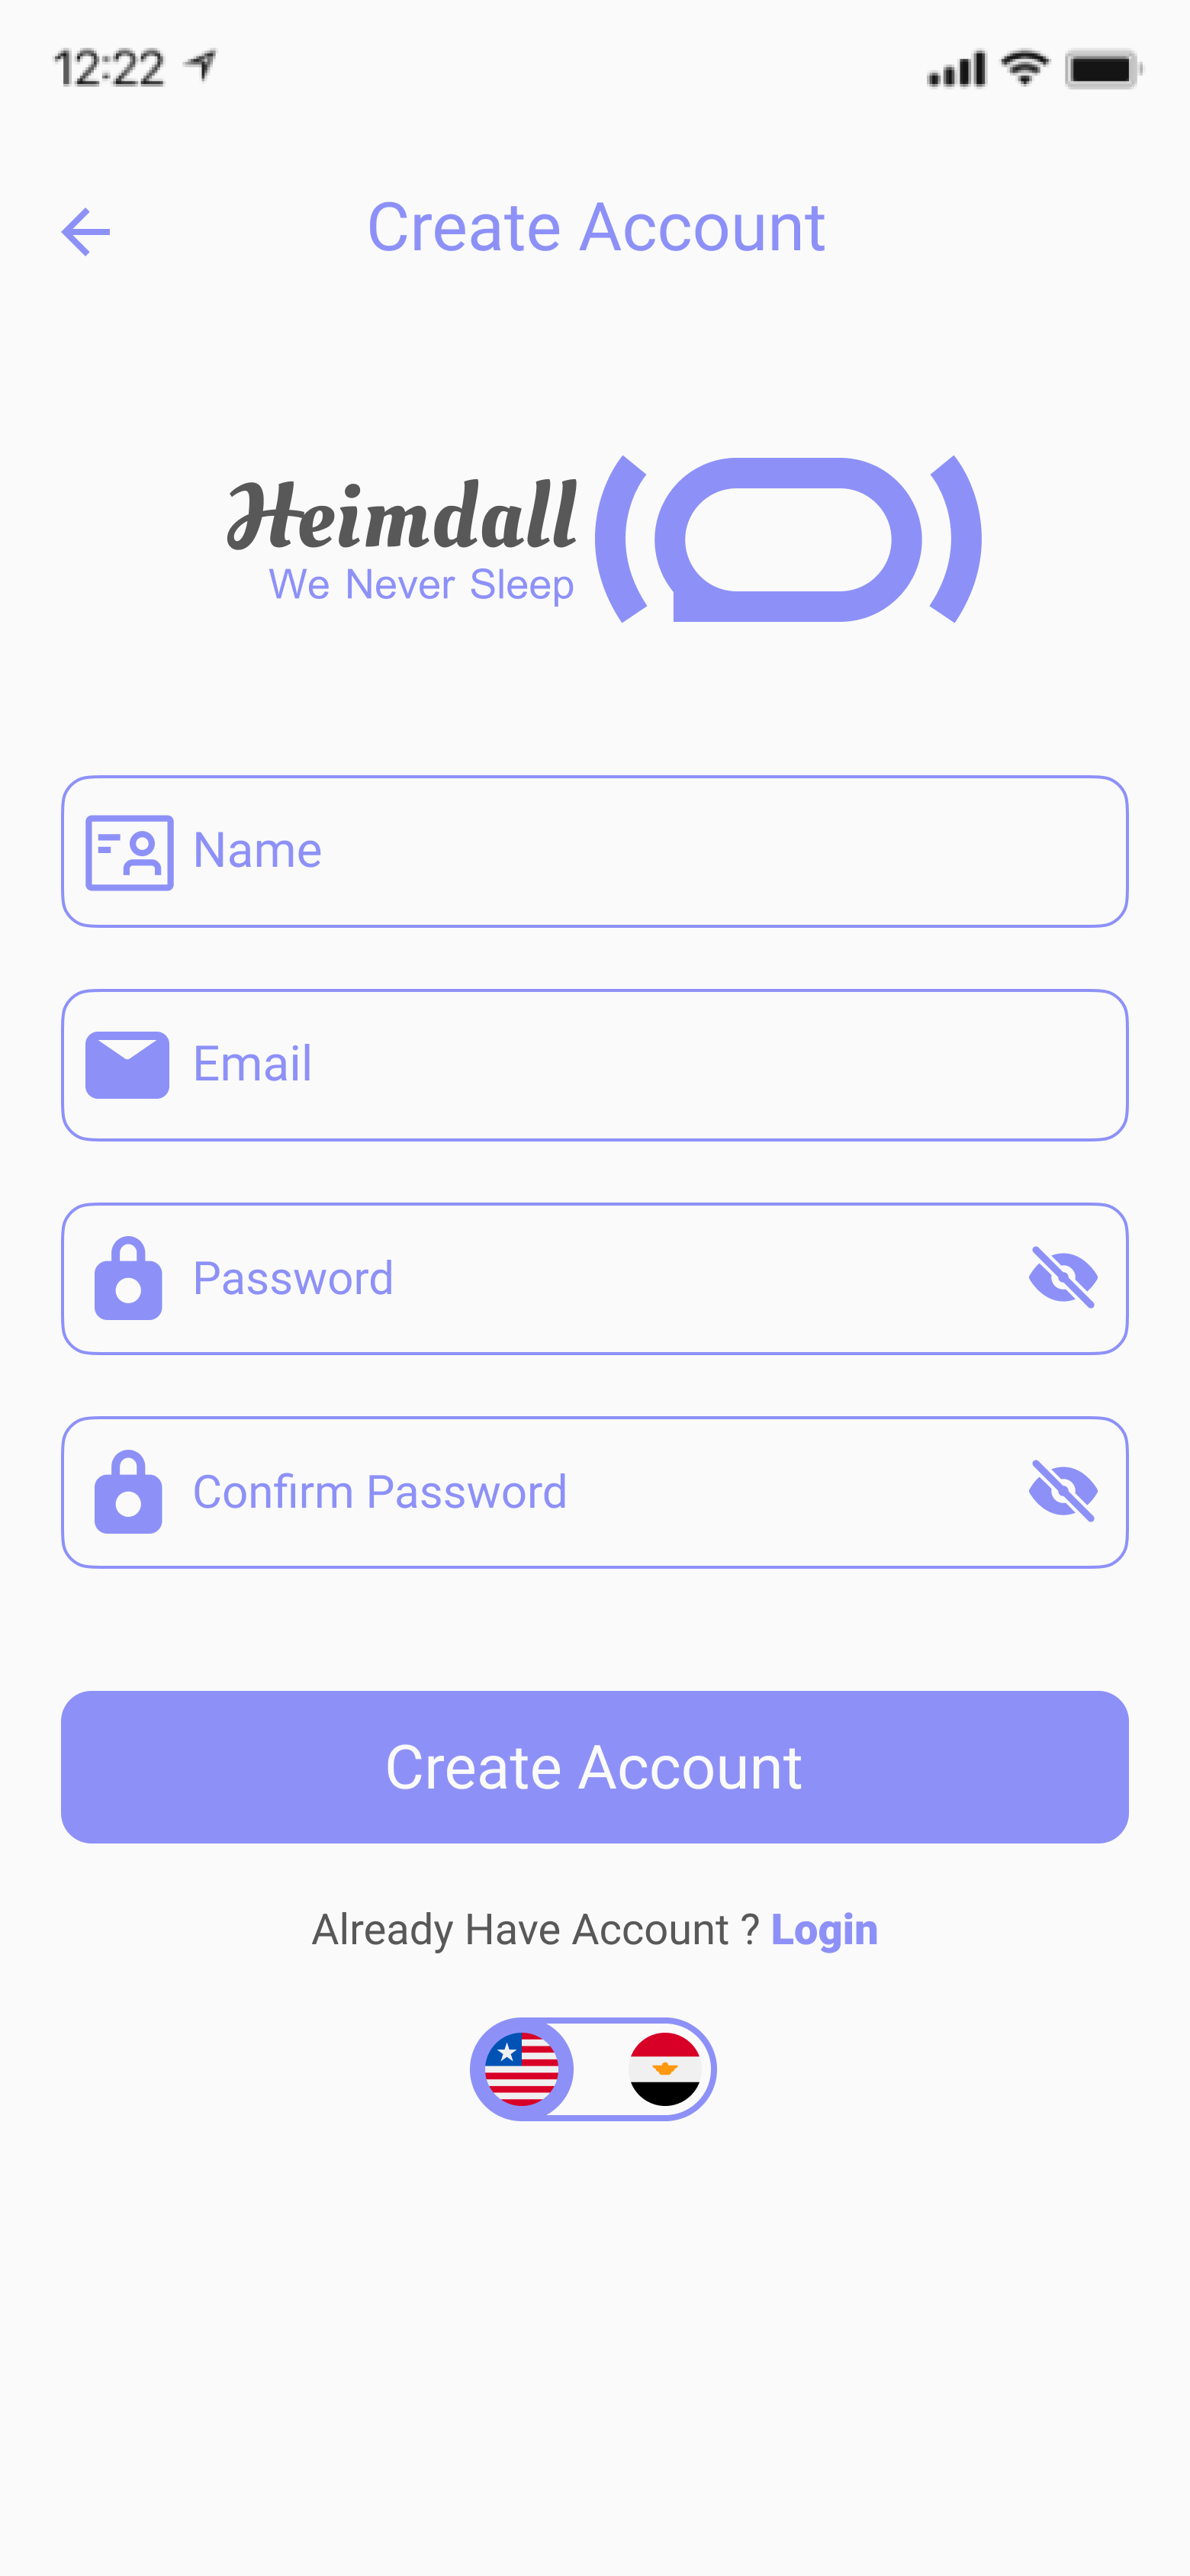 12:22
Create Account
Heimdall
We Never Sleep
Name
Email
Password
Confirm Password
Create Account
Already Have Account ? Login